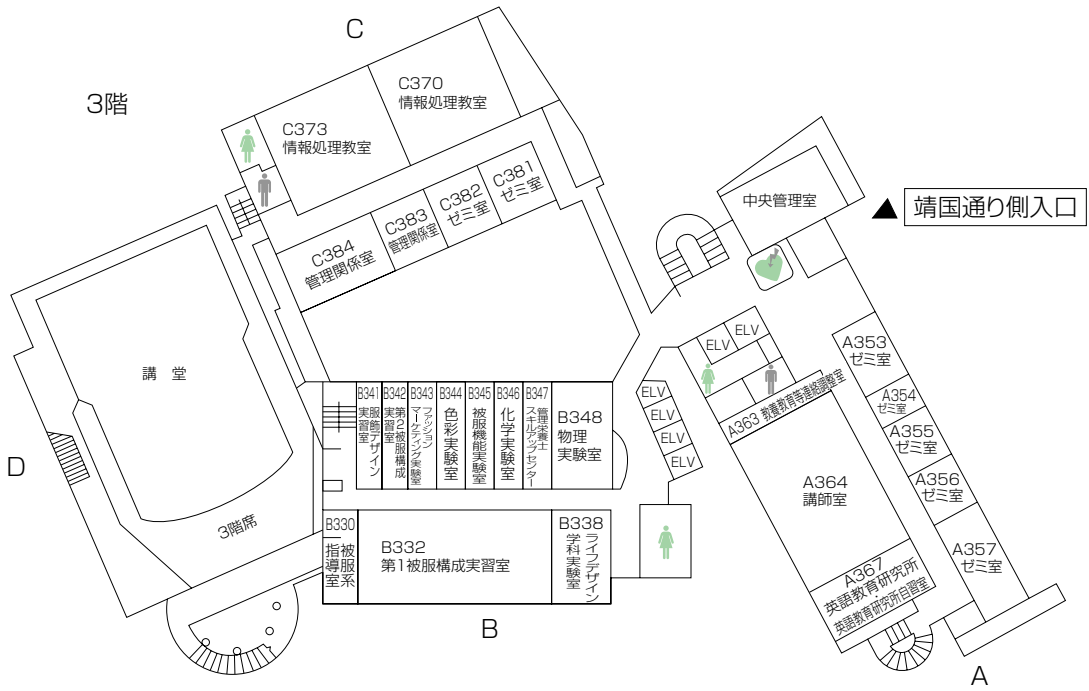 C
3階
C370
情報処理教室
C373
情報処理教室
C381
ゼミ室
C382
ゼミ室
C383
管理関係室
C384
管理関係室
中央管理室
▲ 靖国通り側入口
ELV
ELV
A353
ゼミ室
A354
ゼミ室
A355
ゼミ室
A356
ゼミ室
A357
ゼミ室
A363 教養教育等連絡調整室
A364
講師室
A367
英語教育研究所
・
英語教育研究所自習室
ELV
ELV
ELV
ELV
講 堂
3階席
D
B341
服飾デザイン
実習室
B342
第2被服構成
実習室
B343
ファッション
マーケティング実験室
B344
色彩実験室
B345
被服機能実験室
B346
化学実験室
B347
管理栄養士
スキルアップセンター
B348
物理
実験室
B330
被服系
指導室
B332
第1被服構成実習室
B338
ライフデザイン
学科実験室
B
A